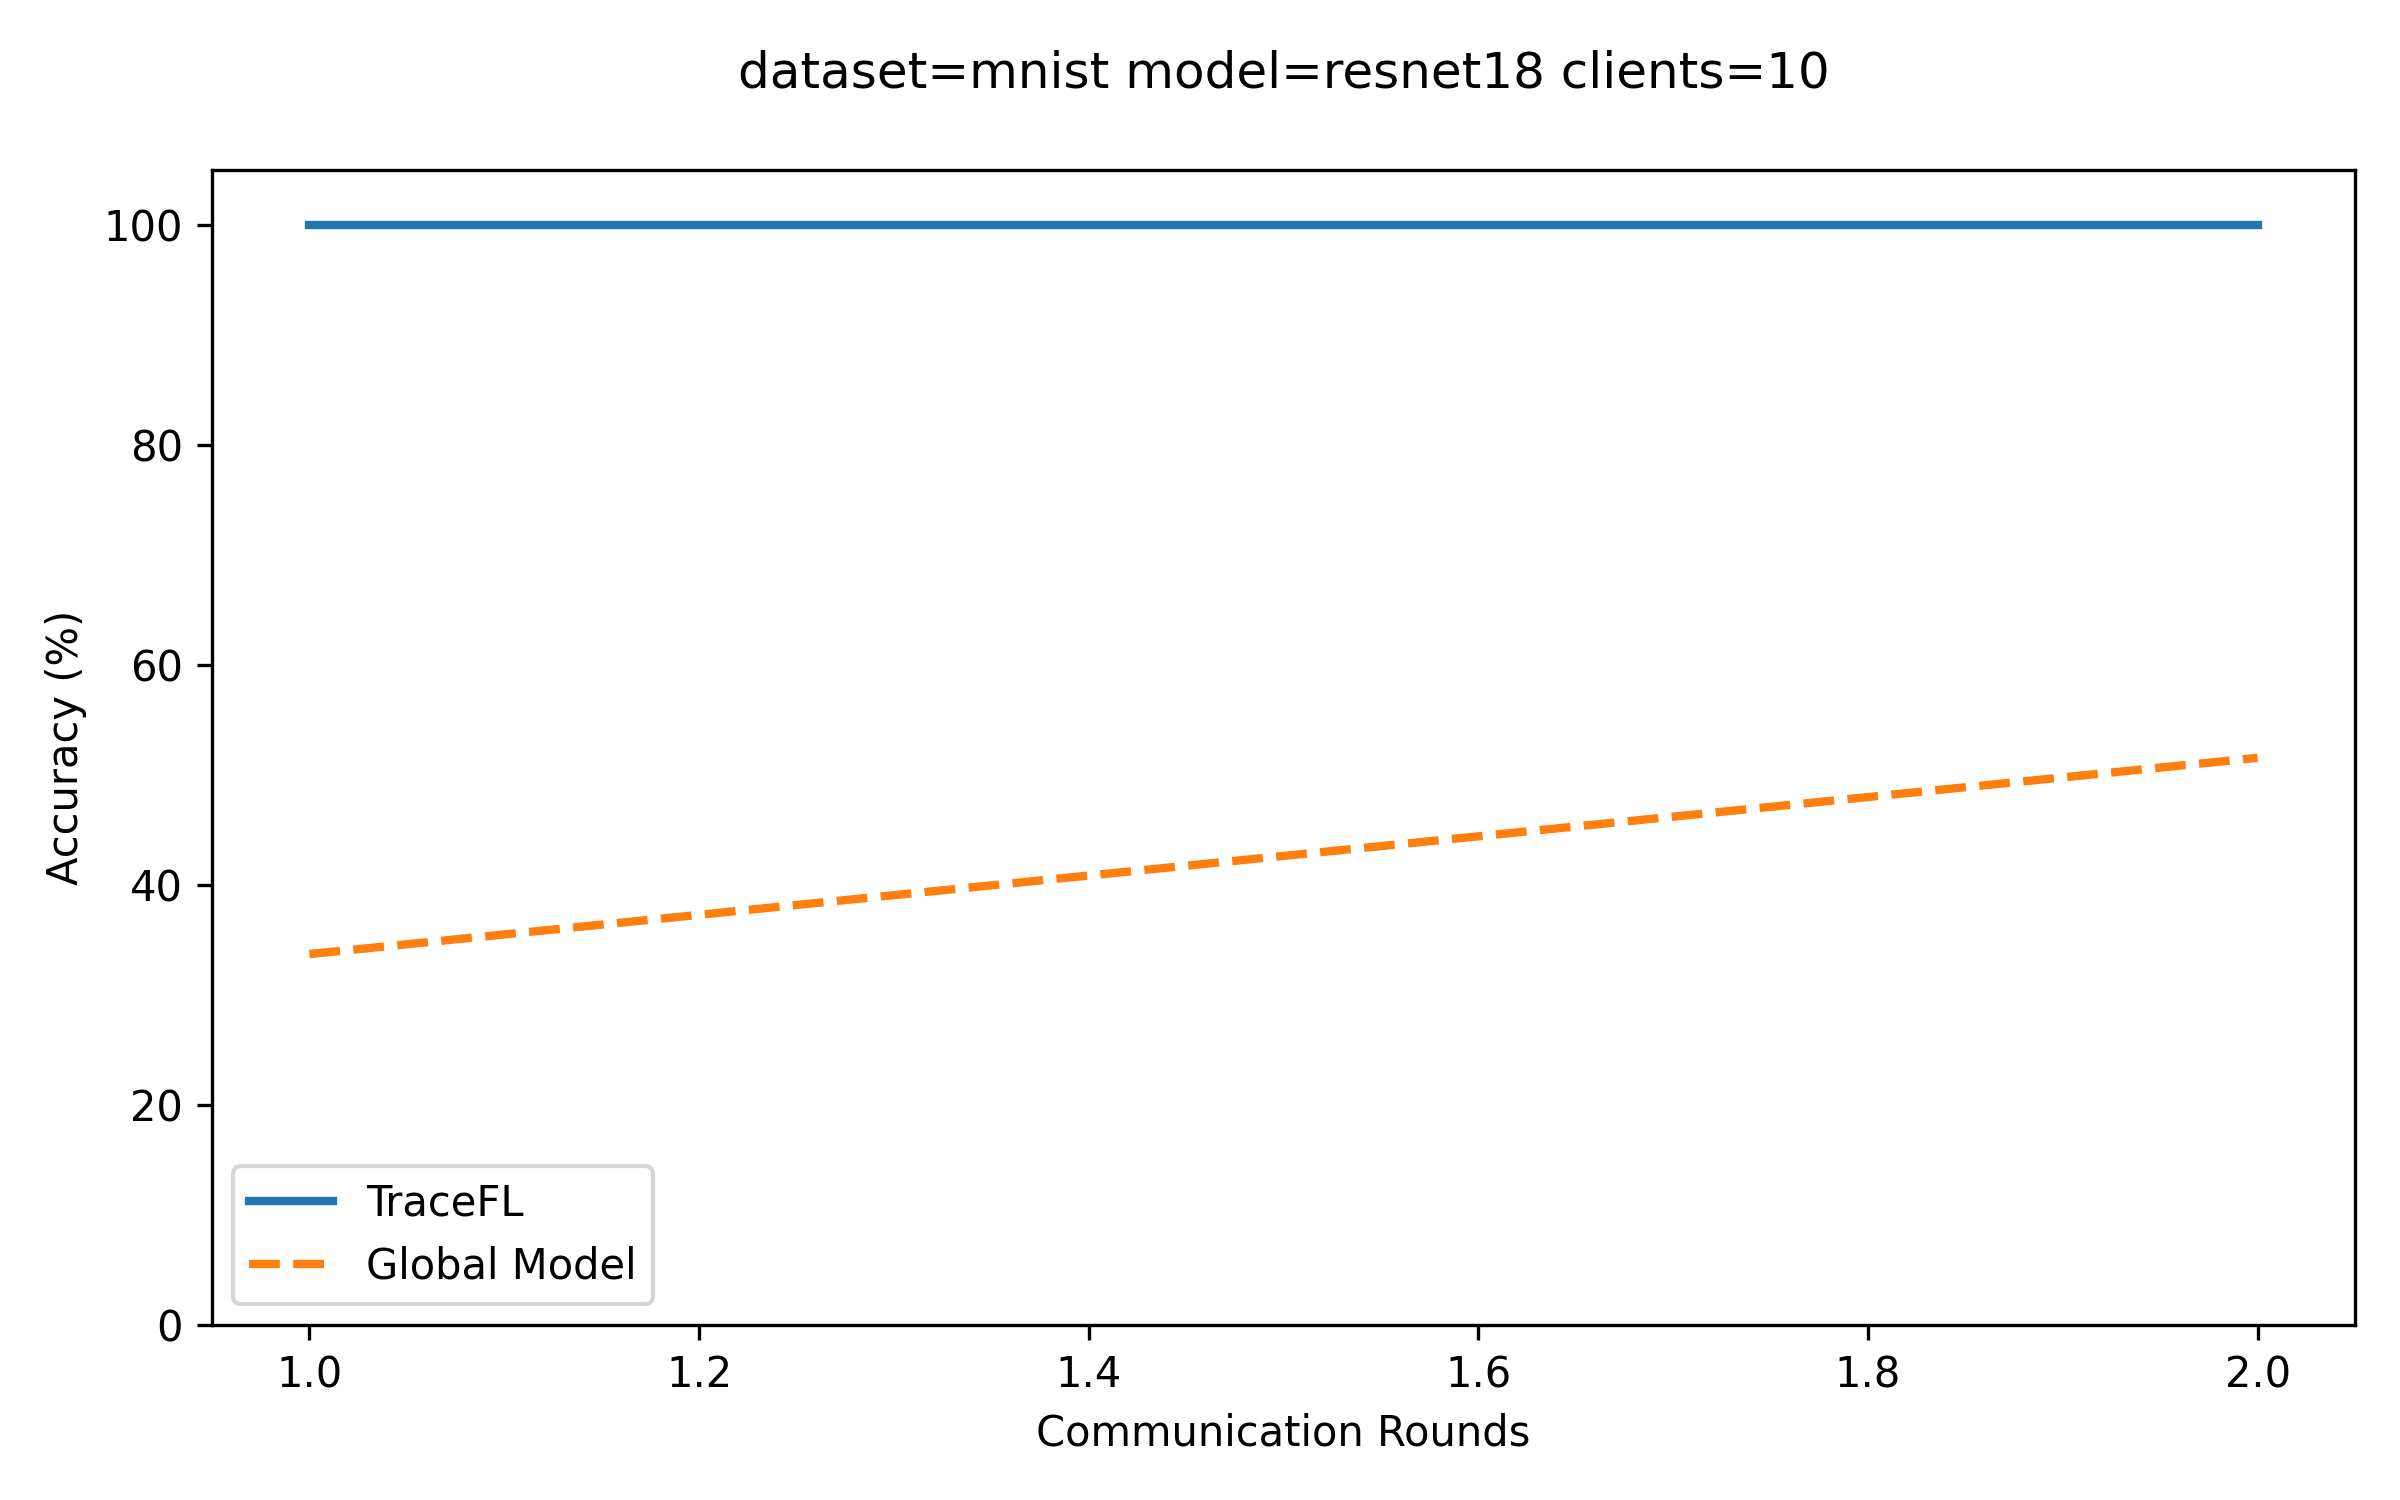 dataset=mnist model=resnet18 clients=10
Accuracy (%)
100
80
60
40
20
0
TraceFL
Global Model
1.0 1.2 1.4 1.6 1.8 2.0
Communication Rounds